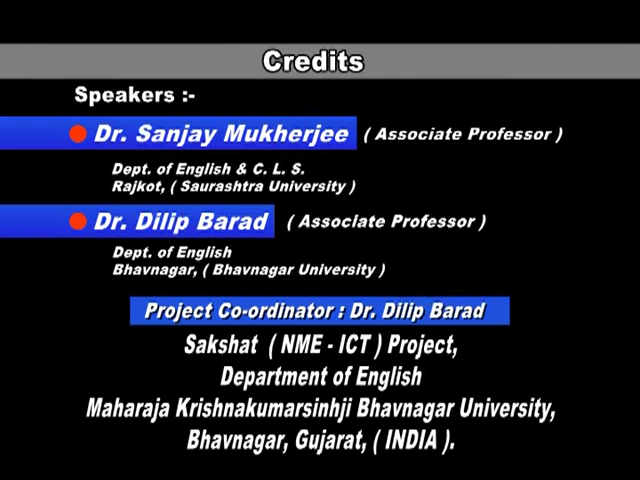 Credits
Speakers :-
Dr. Sanjay Mukherjee ( Associate Professor )
Dept. of English & C. L. S.
Rajkot, ( Saurashtra University )
Dr. Dilip Barad ( Associate Professor )
Dept. of English
Bhavnagar, ( Bhavnagar University )
Project Co-ordinator : Dr. Dilip Barad
Sakshat ( NME - ICT ) Project,
Department of English
Maharaja Krishnakumarsinhji Bhavnagar University,
Bhavnagar, Gujarat, ( INDIA ).